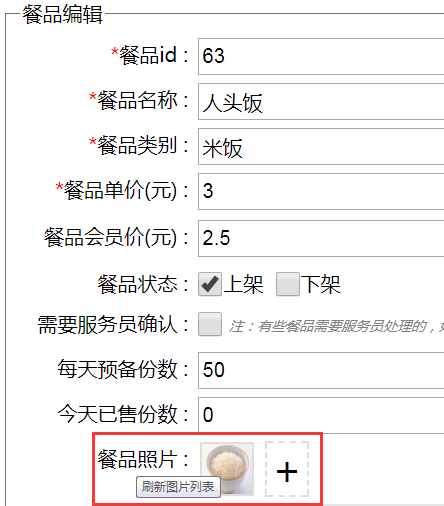 餐品编辑
*餐品id： 63
*餐品名称： 人头饭
*餐品类别： 米饭
*餐品单价(元)： 3
餐品会员价(元)： 2.5
餐品状态： 上架 下架
需要服务员确认： 注：有些餐品需要服务员处理的，
每天预备份数： 50
今天已售份数： 0
餐品照片： +
刷新图片列表